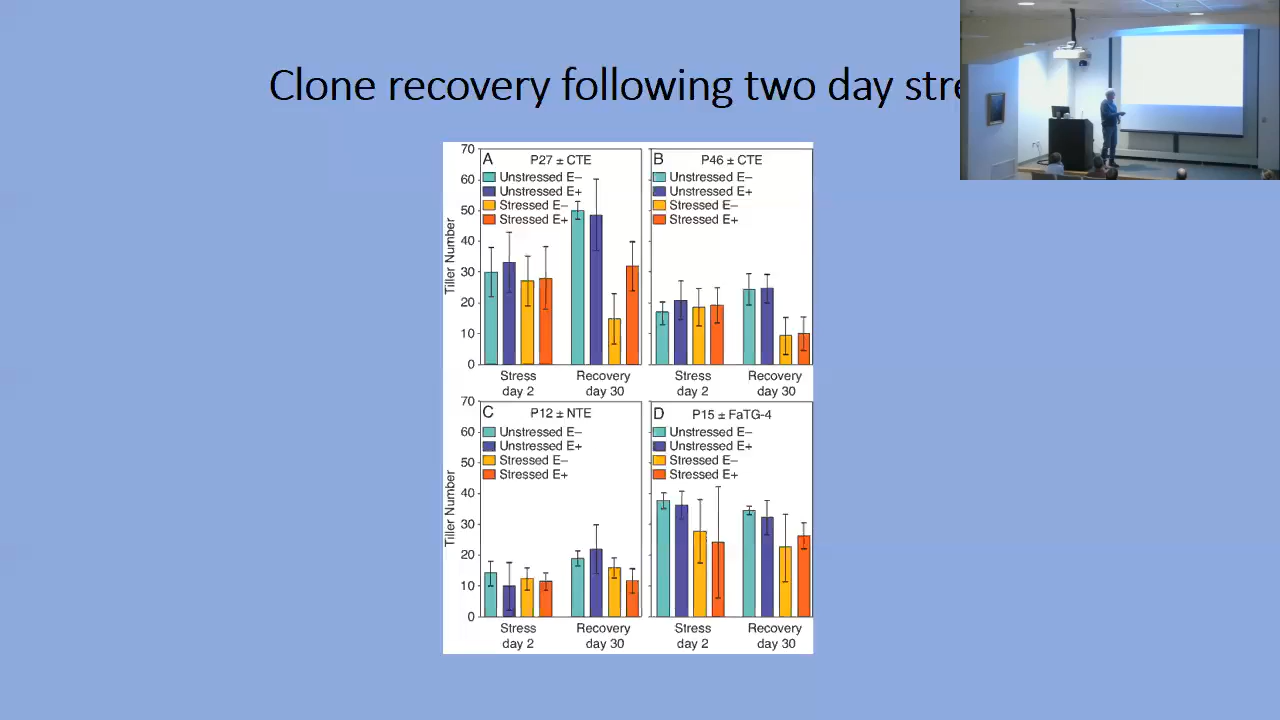 Clone recovery following two day stre
70
60
50
40
30
20
10
0
Tiller Number
A
P27 ± CTE
Unstressed E–
Unstressed E+
Stressed E–
Stressed E+
Stress
day 2
Recovery
day 30
B
P46 ± CTE
Unstressed E–
Unstressed E+
Stressed E–
Stressed E+
Stress
day 2
Recovery
day 30
70
60
50
40
30
20
10
0
Tiller Number
C
P12 ± NTE
Unstressed E–
Unstressed E+
Stressed E–
Stressed E+
Stress
day 2
Recovery
day 30
D
P15 ± FaTG-4
Unstressed E–
Unstressed E+
Stressed E–
Stressed E+
Stress
day 2
Recovery
day 30